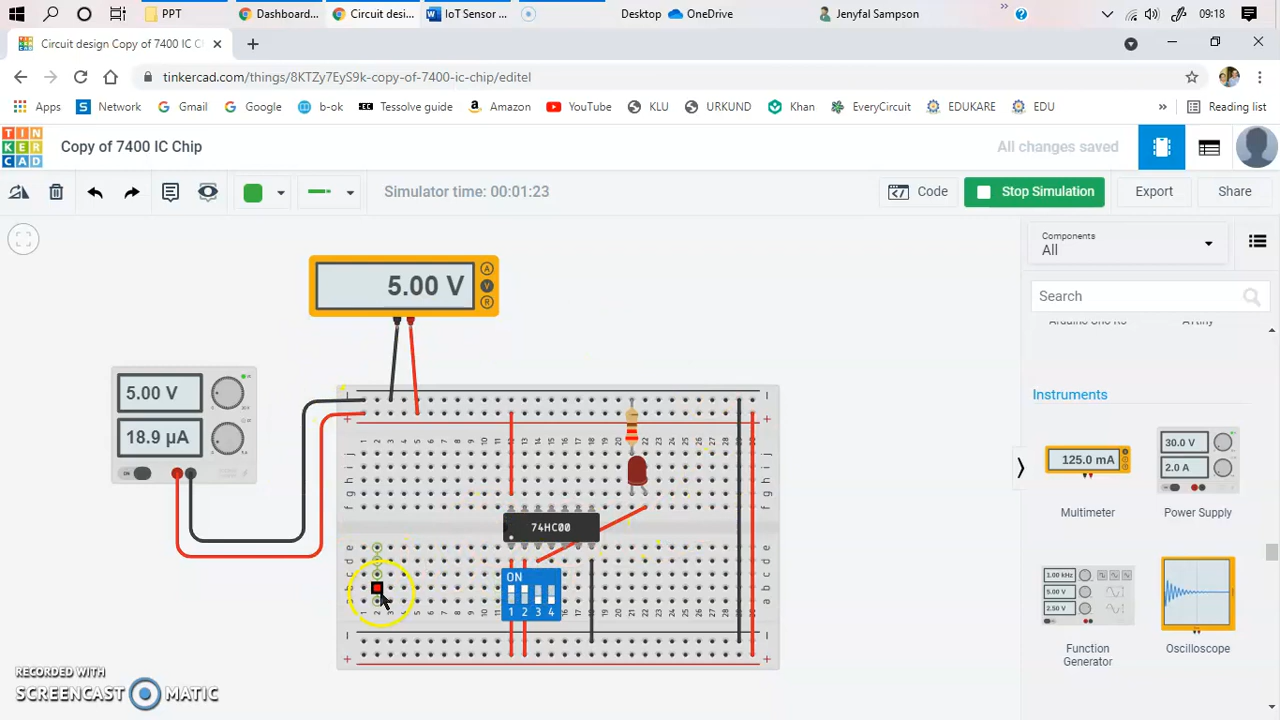 PPT
Dashboard...
Circuit desi...
IoT Sensor ...
Desktop
OneDrive
Jenyfal Sampson
»
09:18
Circuit design Copy of 7400 IC C
tinkercad.com/things/8KTZy7EyS9k-copy-of-7400-ic-chip/editel
Apps
Network
Gmail
Google
b-ok
Tessolve guide
Amazon
YouTube
KLU
URKUND
Khan
EveryCircuit
EDUKARE
EDU
»
Reading list
TIN
KER
CAD
Copy of 7400 IC Chip
All changes saved
Simulator time: 00:01:23
Code
Stop Simulation
Export
Share
Components
All
Search
5.00 V
A
V
R
5.00 V
18.9 µA
74HC00
ON
1 2 3 4
Instruments
125.0 mA
Multimeter
30.0 V
2.0 A
Power Supply
1.00 kHz
5.00 V
2.50 V
Function
Generator
Oscilloscope
RECORDED WITH
SCREENCAST MATIC